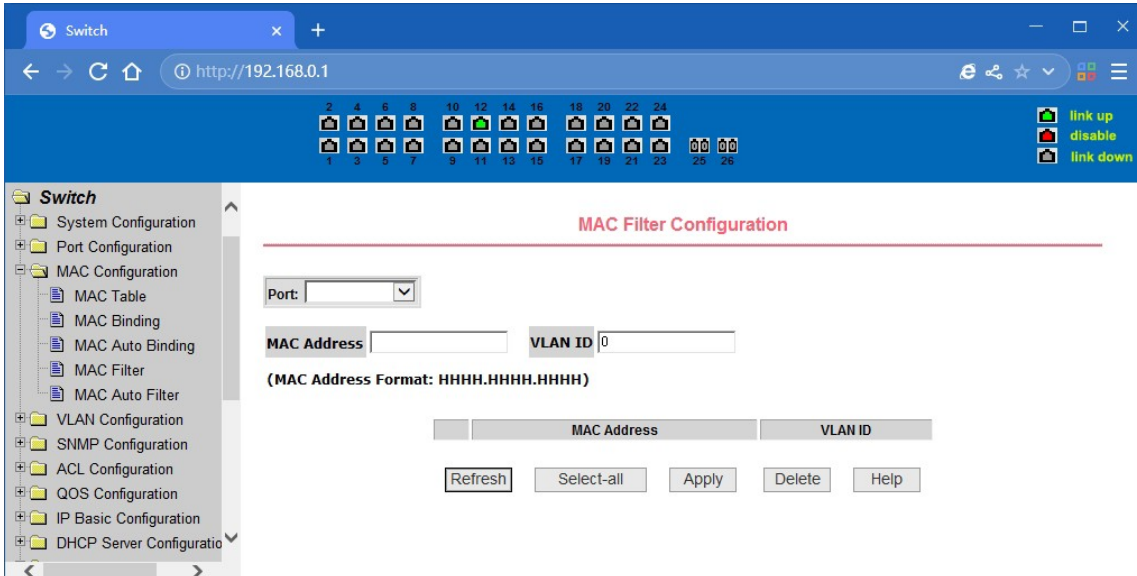 Switch
http://192.168.0.1
2 4 6 8 10 12 14 16 18 20 22 24
1 3 5 7 9 11 13 15 17 19 21 23 25 26
link up
disable
link down
Switch
System Configuration
Port Configuration
MAC Configuration
MAC Table
MAC Binding
MAC Auto Binding
MAC Filter
MAC Auto Filter
VLAN Configuration
SNMP Configuration
ACL Configuration
QOS Configuration
IP Basic Configuration
DHCP Server Configuratio
MAC Filter Configuration
Port:
MAC Address VLAN ID 0
(MAC Address Format: HHHH.HHHH.HHHH)
MAC Address VLAN ID
Refresh Select-all Apply Delete Help